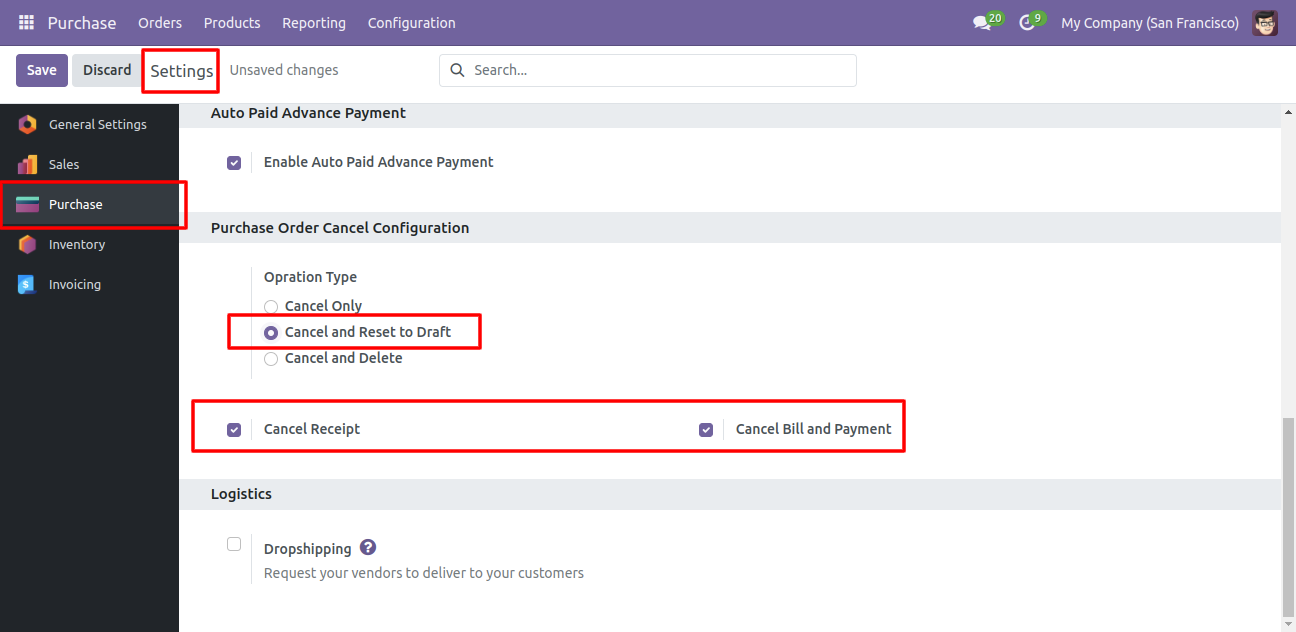 Purchase Orders Products Reporting Configuration 20 9 My Company (San Francisco)
Save Discard Settings Unsaved changes Search...
General Settings
Sales
Purchase
Inventory
Invoicing
Auto Paid Advance Payment
Enable Auto Paid Advance Payment
Purchase Order Cancel Configuration
Opration Type
Cancel Only
Cancel and Reset to Draft
Cancel and Delete
Cancel Receipt Cancel Bill and Payment
Logistics
Dropshipping ?
Request your vendors to deliver to your customers